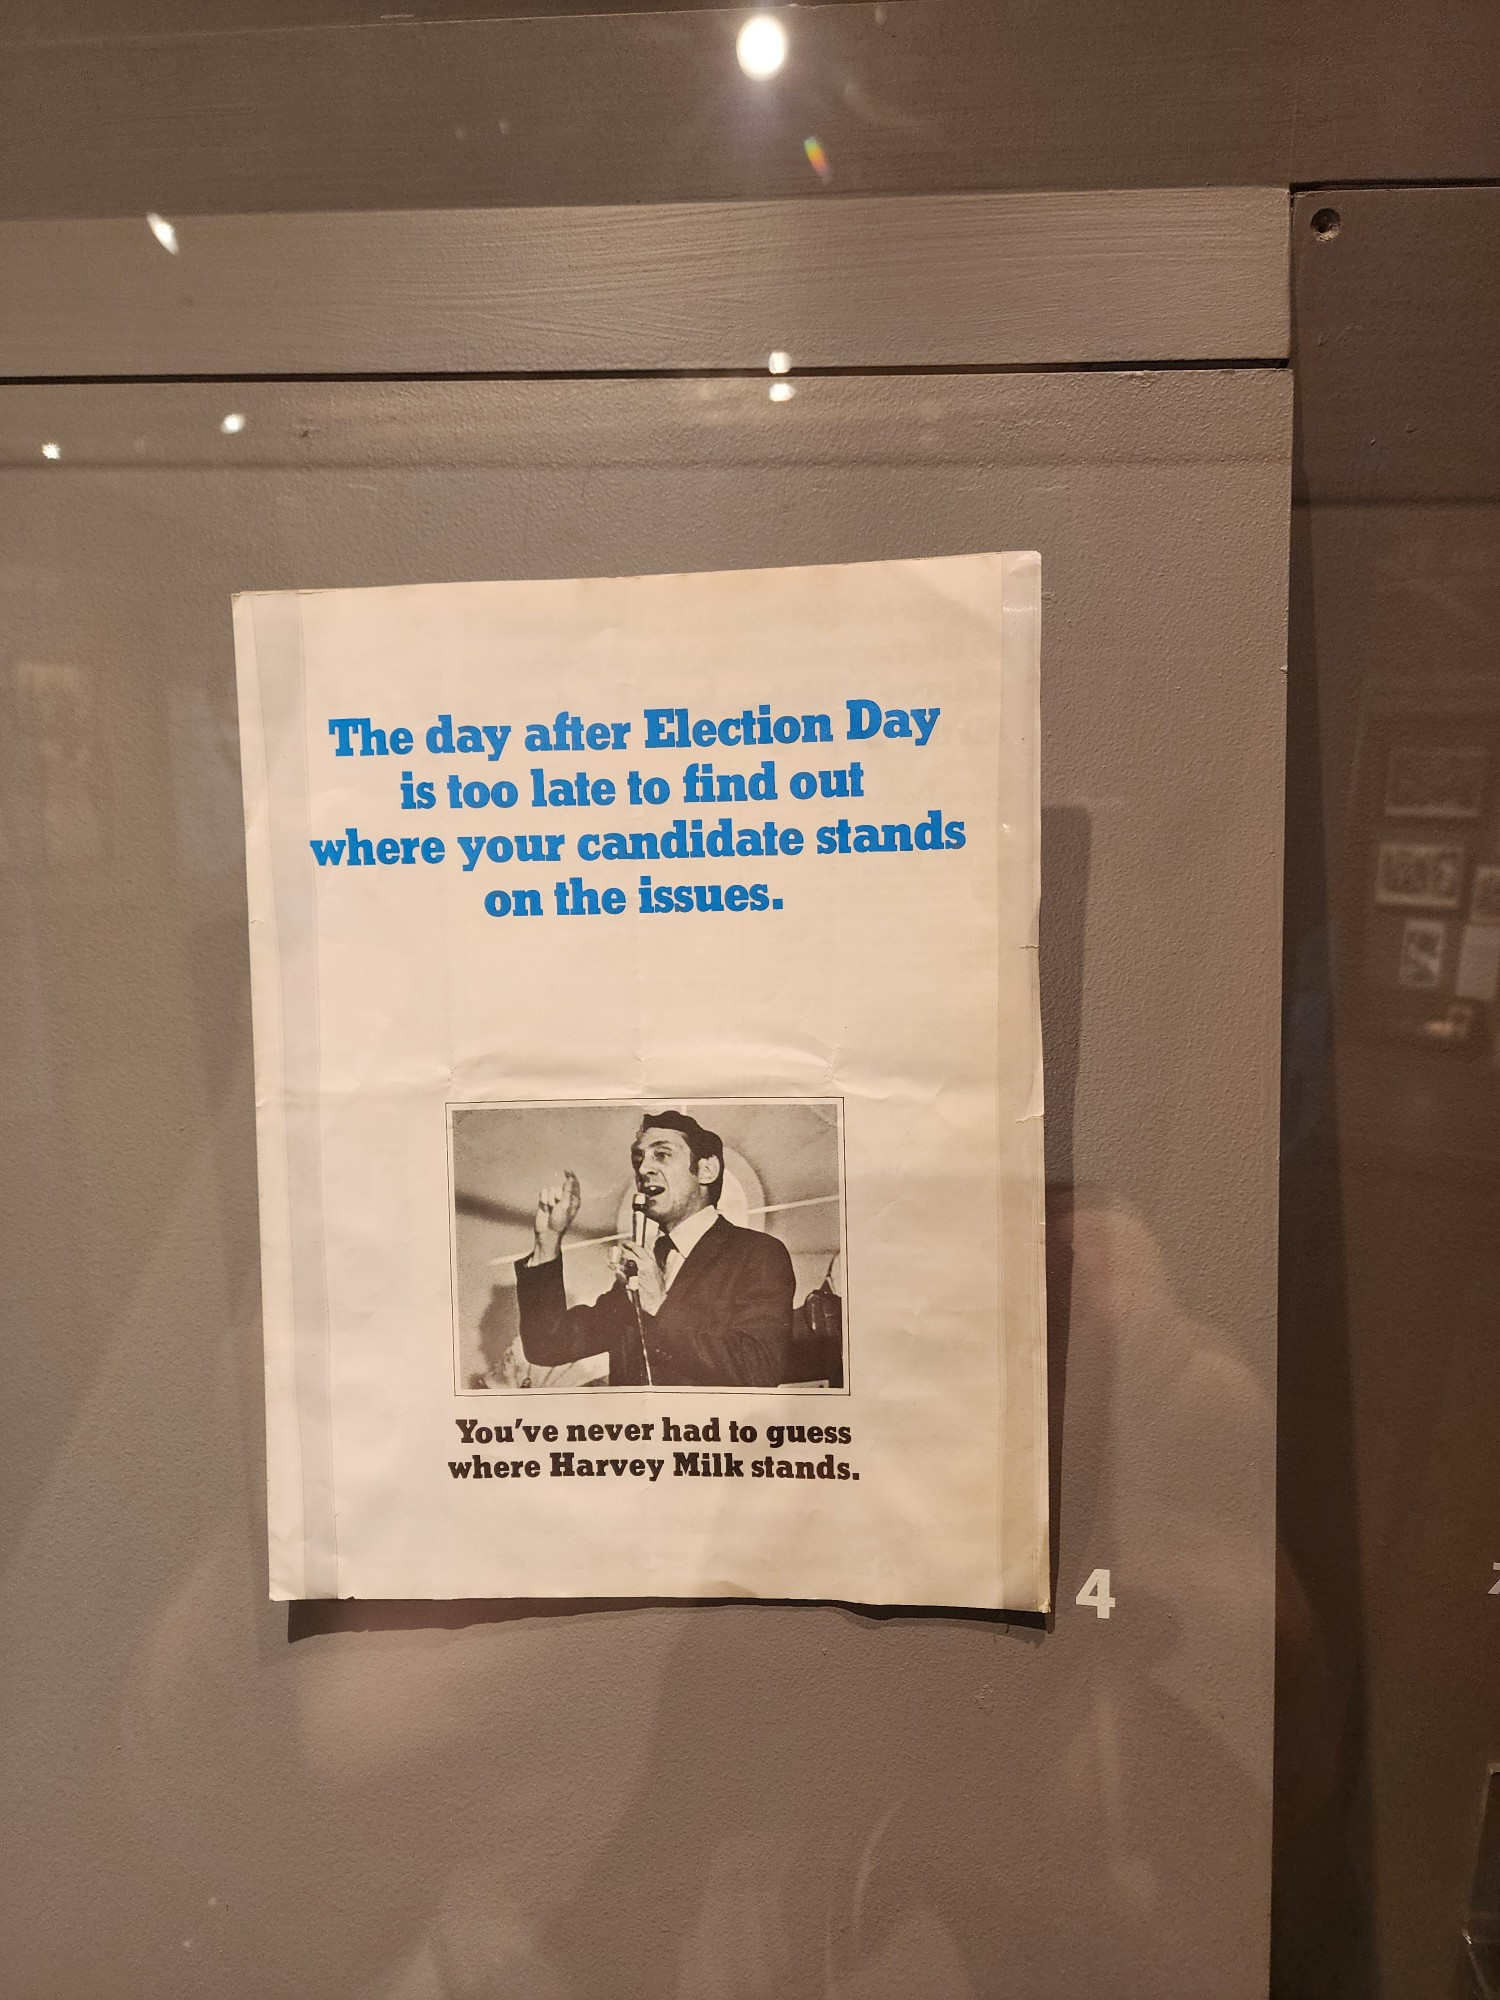 The day after Election Day
is too late to find out
where your candidate stands
on the issues.
You've never had to guess
where Harvey Milk stands.
4